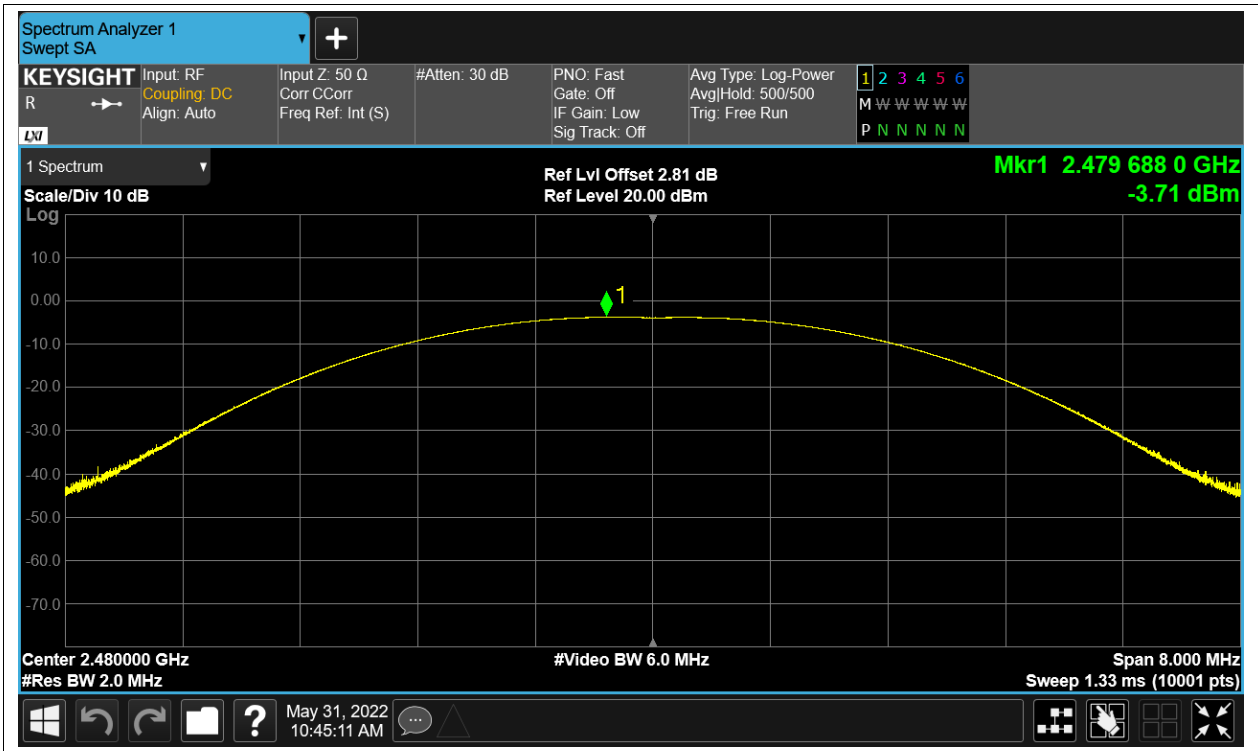 Spectrum Analyzer 1
Swept SA
KEYSIGHT
R
LXI
Input: RF
Coupling: DC
Align: Auto
Input Z: 50 Ω
Corr CCorr
Freq Ref: Int (S)
#Atten: 30 dB
PNO: Fast
Gate: Off
IF Gain: Low
Sig Track: Off
Avg Type: Log-Power
Avg|Hold: 500/500
Trig: Free Run
1 2 3 4 5 6
M W W W W W
P N N N N N
1 Spectrum
Scale/Div 10 dB
Log
Ref Lvl Offset 2.81 dB
Ref Level 20.00 dBm
Mkr1 2.479 688 0 GHz
-3.71 dBm
10.0
0.00
1
-10.0
-20.0
-30.0
-40.0
-50.0
-60.0
-70.0
Center 2.480000 GHz
#Video BW 6.0 MHz
Span 8.000 MHz
#Res BW 2.0 MHz
Sweep 1.33 ms (10001 pts)
?
May 31, 2022
10:45:11 AM